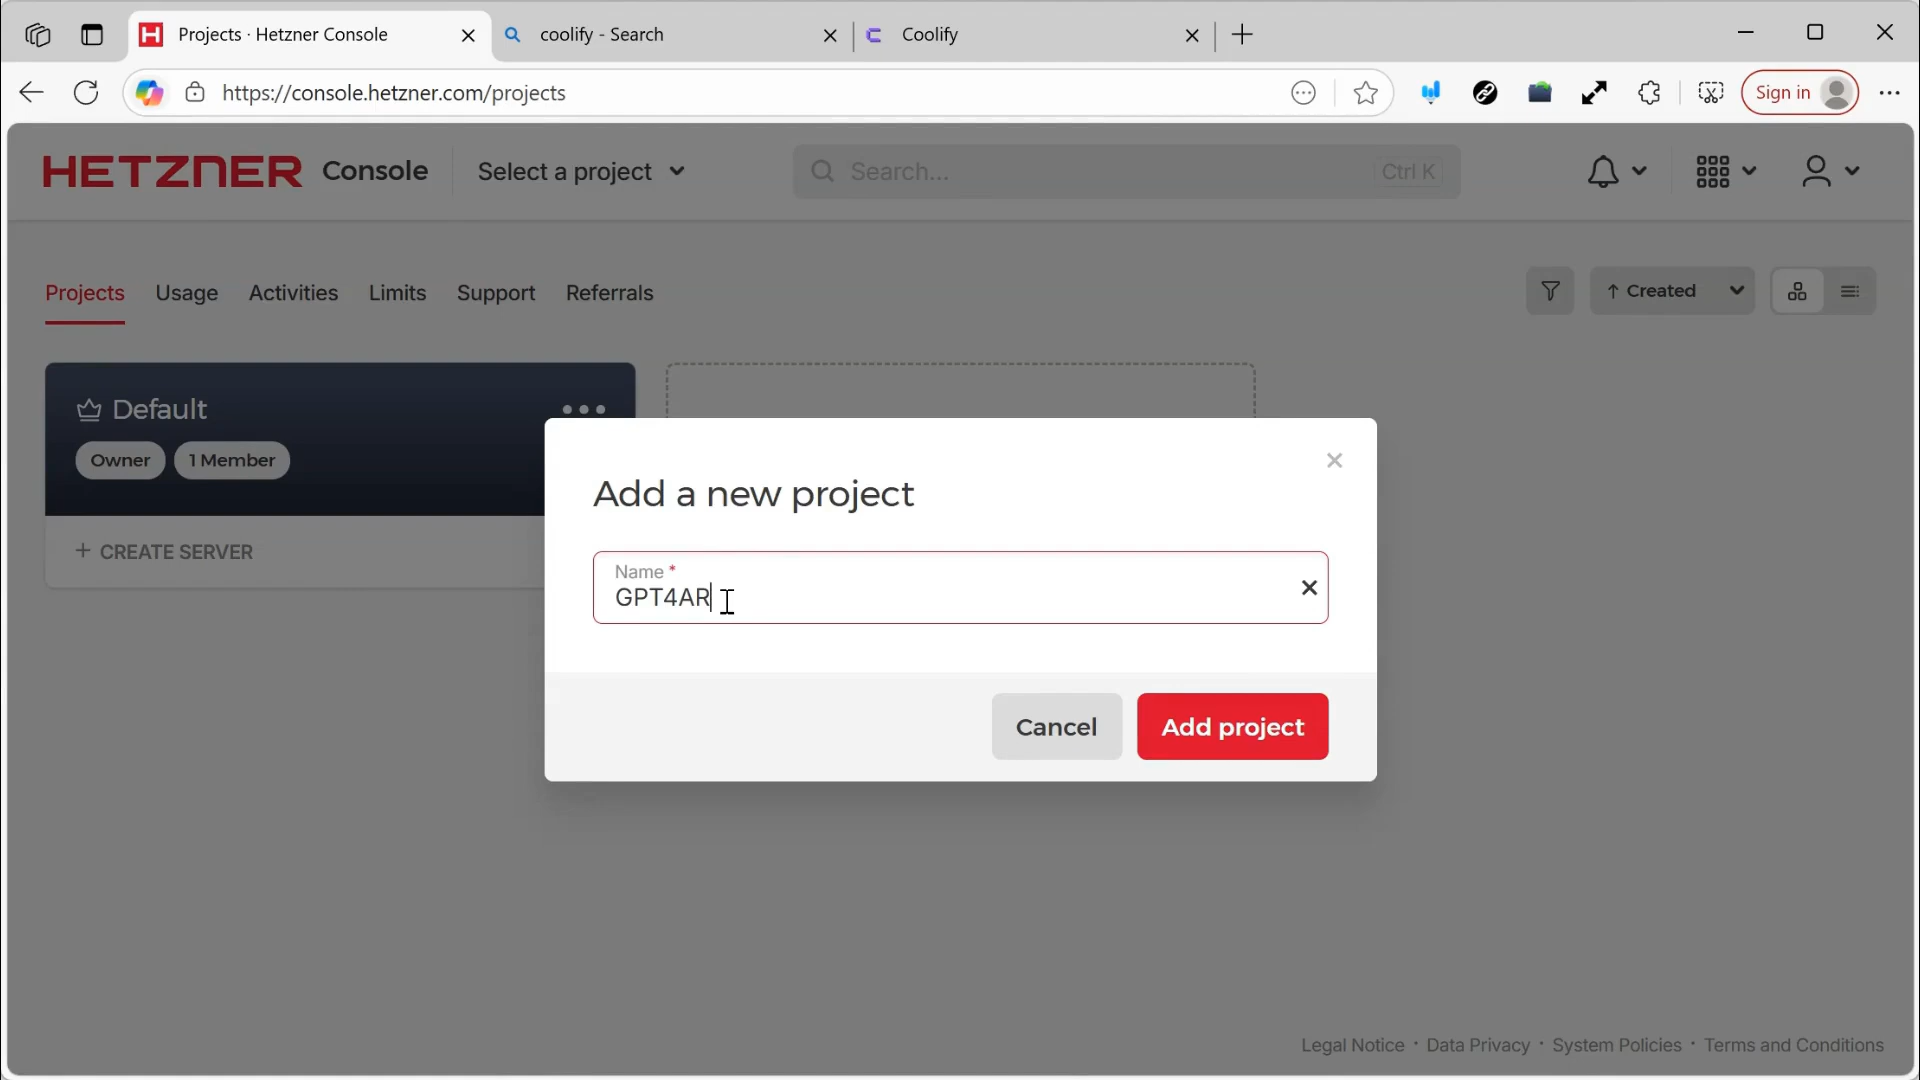 Projects · Hetzner Console
coolify - Search
Coolify
https://console.hetzner.com/projects
Sign in
HETZNER Console
Select a project
Search...
Ctrl K
Projects
Usage
Activities
Limits
Support
Referrals
↑ Created
Default
Owner
1 Member
+ CREATE SERVER
Add a new project
Name *
GPT4AR
Cancel
Add project
Legal Notice · Data Privacy · System Policies · Terms and Conditions